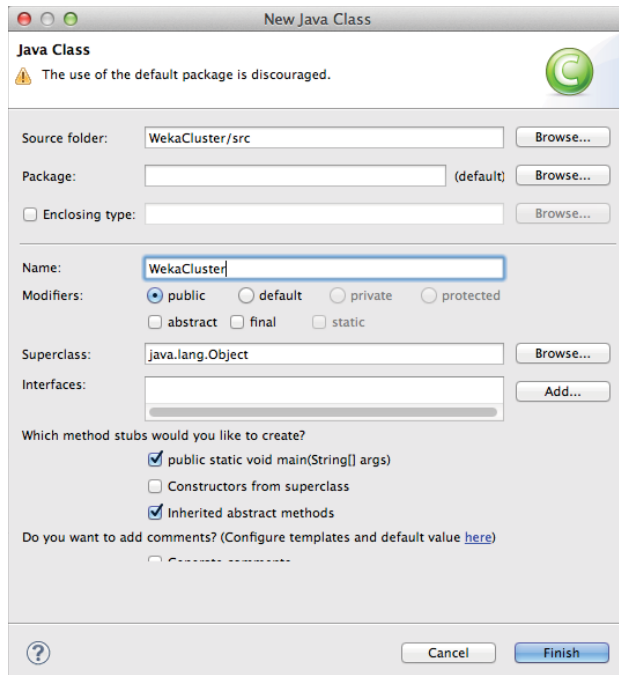 New Java Class
Java Class
The use of the default package is discouraged.
C
Source folder: WekaCluster/src Browse...
Package: (default) Browse...
Enclosing type: Browse...
Name: WekaCluster
Modifiers: public default private protected
abstract final static
Superclass: java.lang.Object Browse...
Interfaces: Add...
Which method stubs would you like to create?
public static void main(String[] args)
Constructors from superclass
Inherited abstract methods
Do you want to add comments? (Configure templates and default value here)
? Cancel Finish